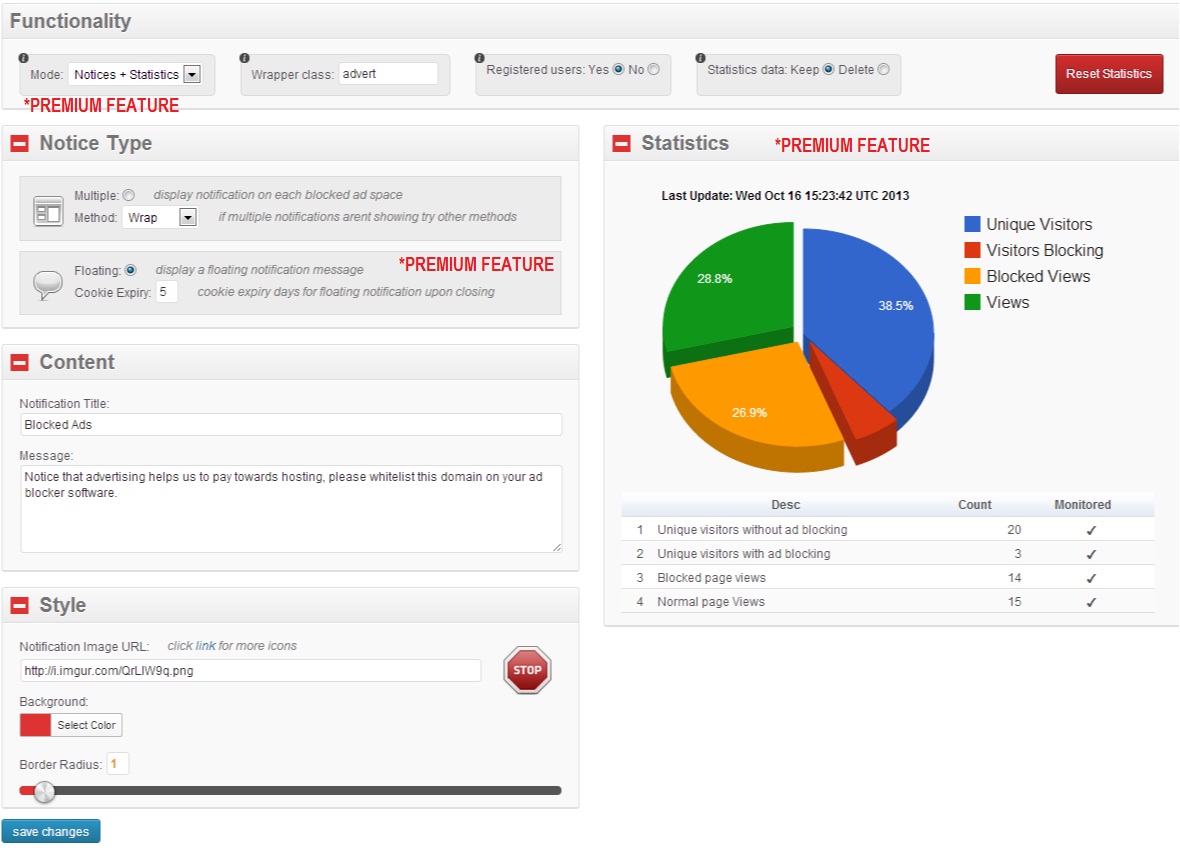 Functionality
Mode: Notices + Statistics
Wrapper class: advert
Registered users: Yes No
Statistics data: Keep Delete
Reset Statistics
*PREMIUM FEATURE
Notice Type
Multiple: display notification on each blocked ad space
Method: Wrap if multiple notifications arent showing try other methods
Floating: display a floating notification message *PREMIUM FEATURE
Cookie Expiry: 5 cookie expiry days for floating notification upon closing
Content
Notification Title:
Blocked Ads
Message:
Notice that advertising helps us to pay towards hosting, please whitelist this domain on your ad
blocker software.
Style
Notification Image URL: click link for more icons
http://i.imgur.com/QrLIW9q.png
STOP
Background:
Select Color
Border Radius: 1
save changes
Statistics *PREMIUM FEATURE
Last Update: Wed Oct 16 15:23:42 UTC 2013
28.8%
38.5%
26.9%
Unique Visitors
Visitors Blocking
Blocked Views
Views
Desc Count Monitored
1 Unique visitors without ad blocking 20 ✓
2 Unique visitors with ad blocking 3 ✓
3 Blocked page views 14 ✓
4 Normal page Views 15 ✓